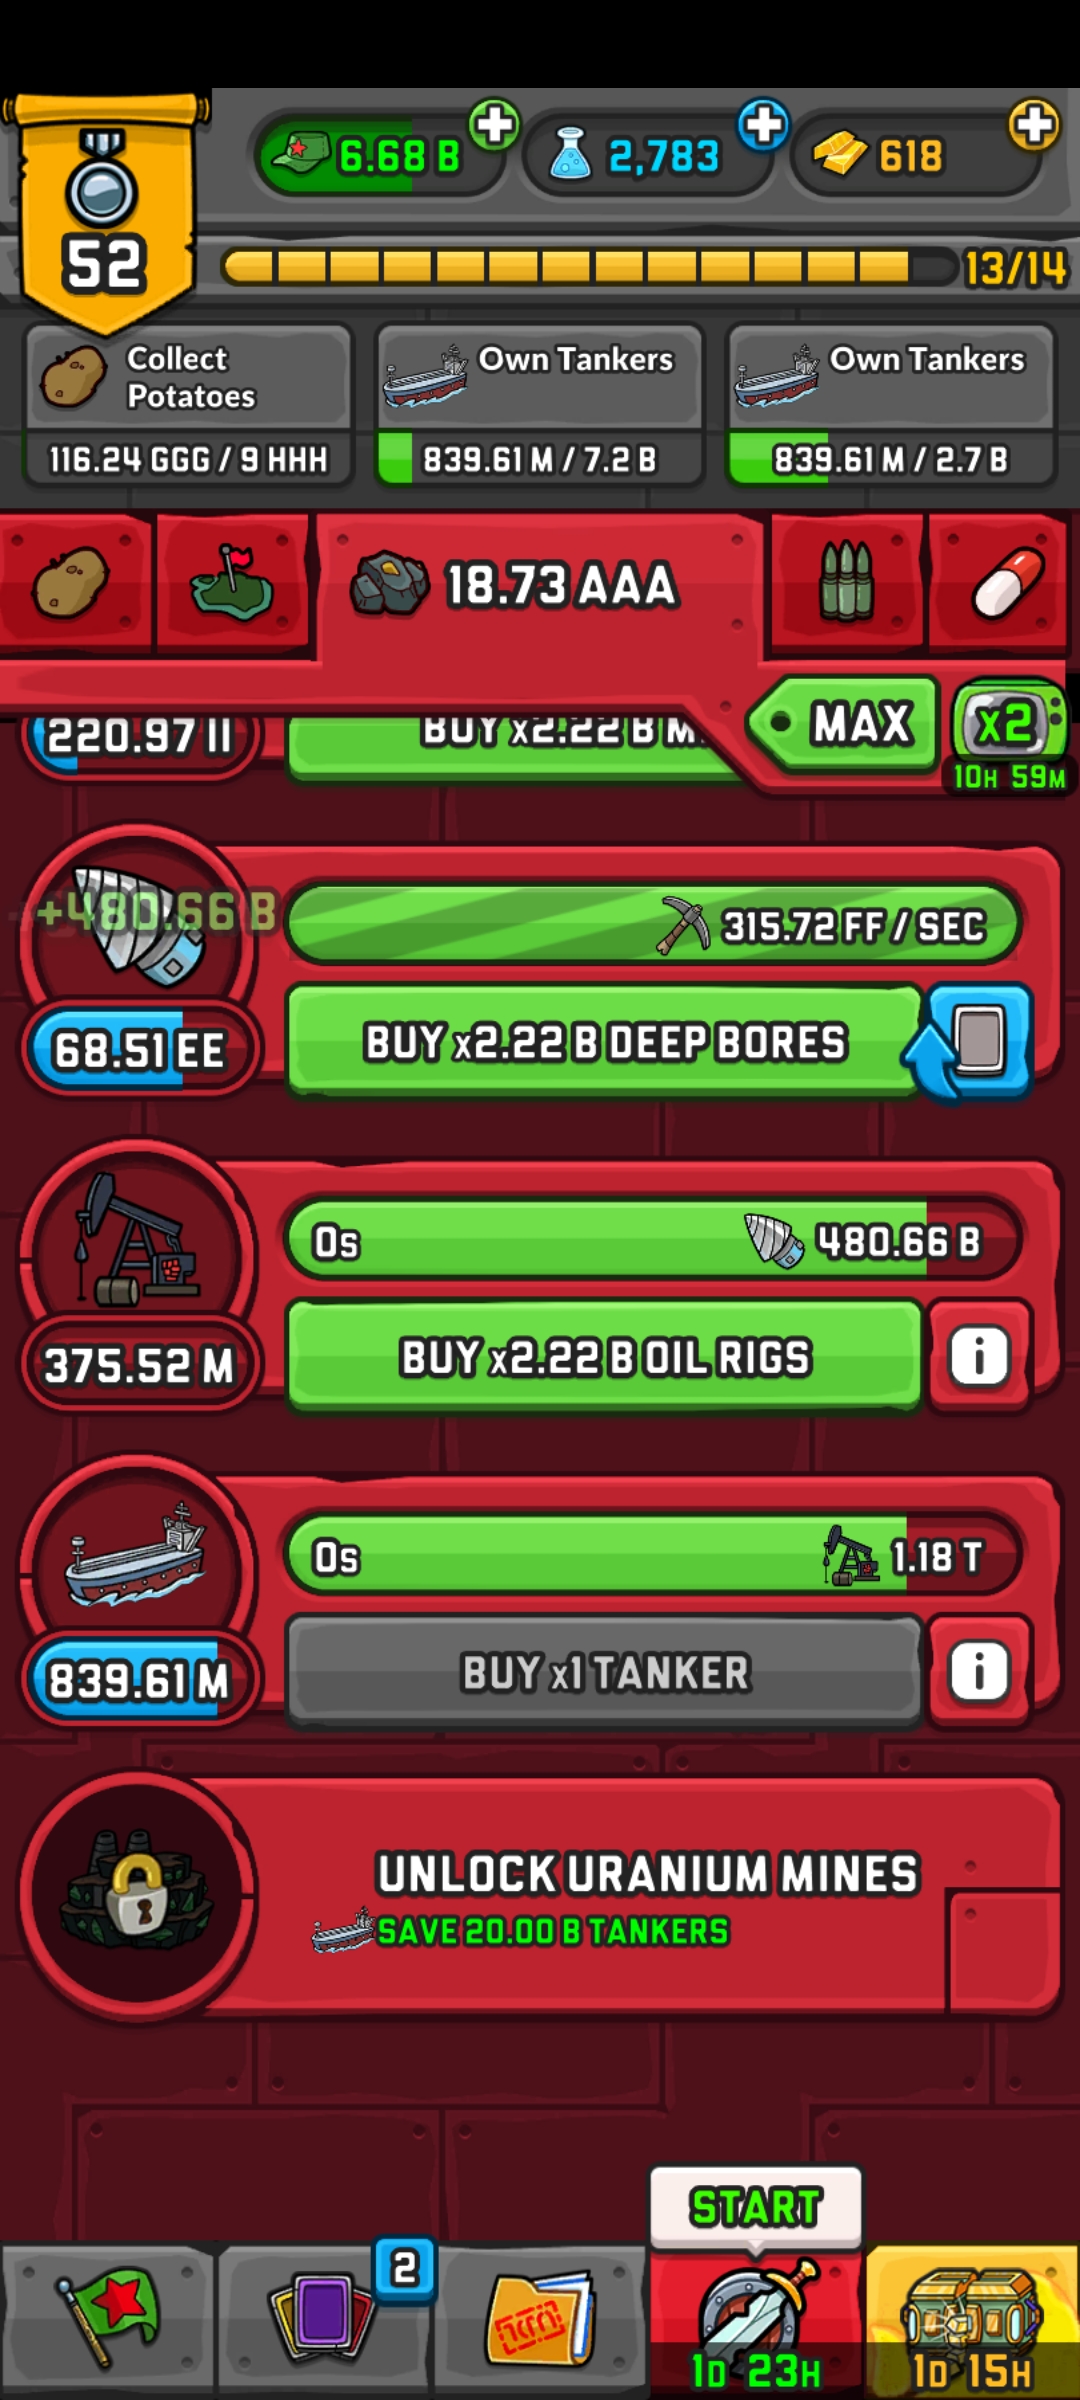 6.68 B
2,783
618
52
13/14
Collect
Potatoes
116.24 GGG / 9 HHH
Own Tankers
839.61 M / 7.2 B
Own Tankers
839.61 M / 2.7 B
18.73 AAA
MAX
x2
10H 59M
220.97 II
BUY x2.22 B M
+480.66 B
315.72 FF / SEC
68.51 EE
BUY x2.22 B DEEP BORES
0s
480.66 B
375.52 M
BUY x2.22 B OIL RIGS
i
0s
1.18 T
839.61 M
BUY x1 TANKER
i
UNLOCK URANIUM MINES
SAVE 20.00 B TANKERS
START
2
1D 23H
1D 15H